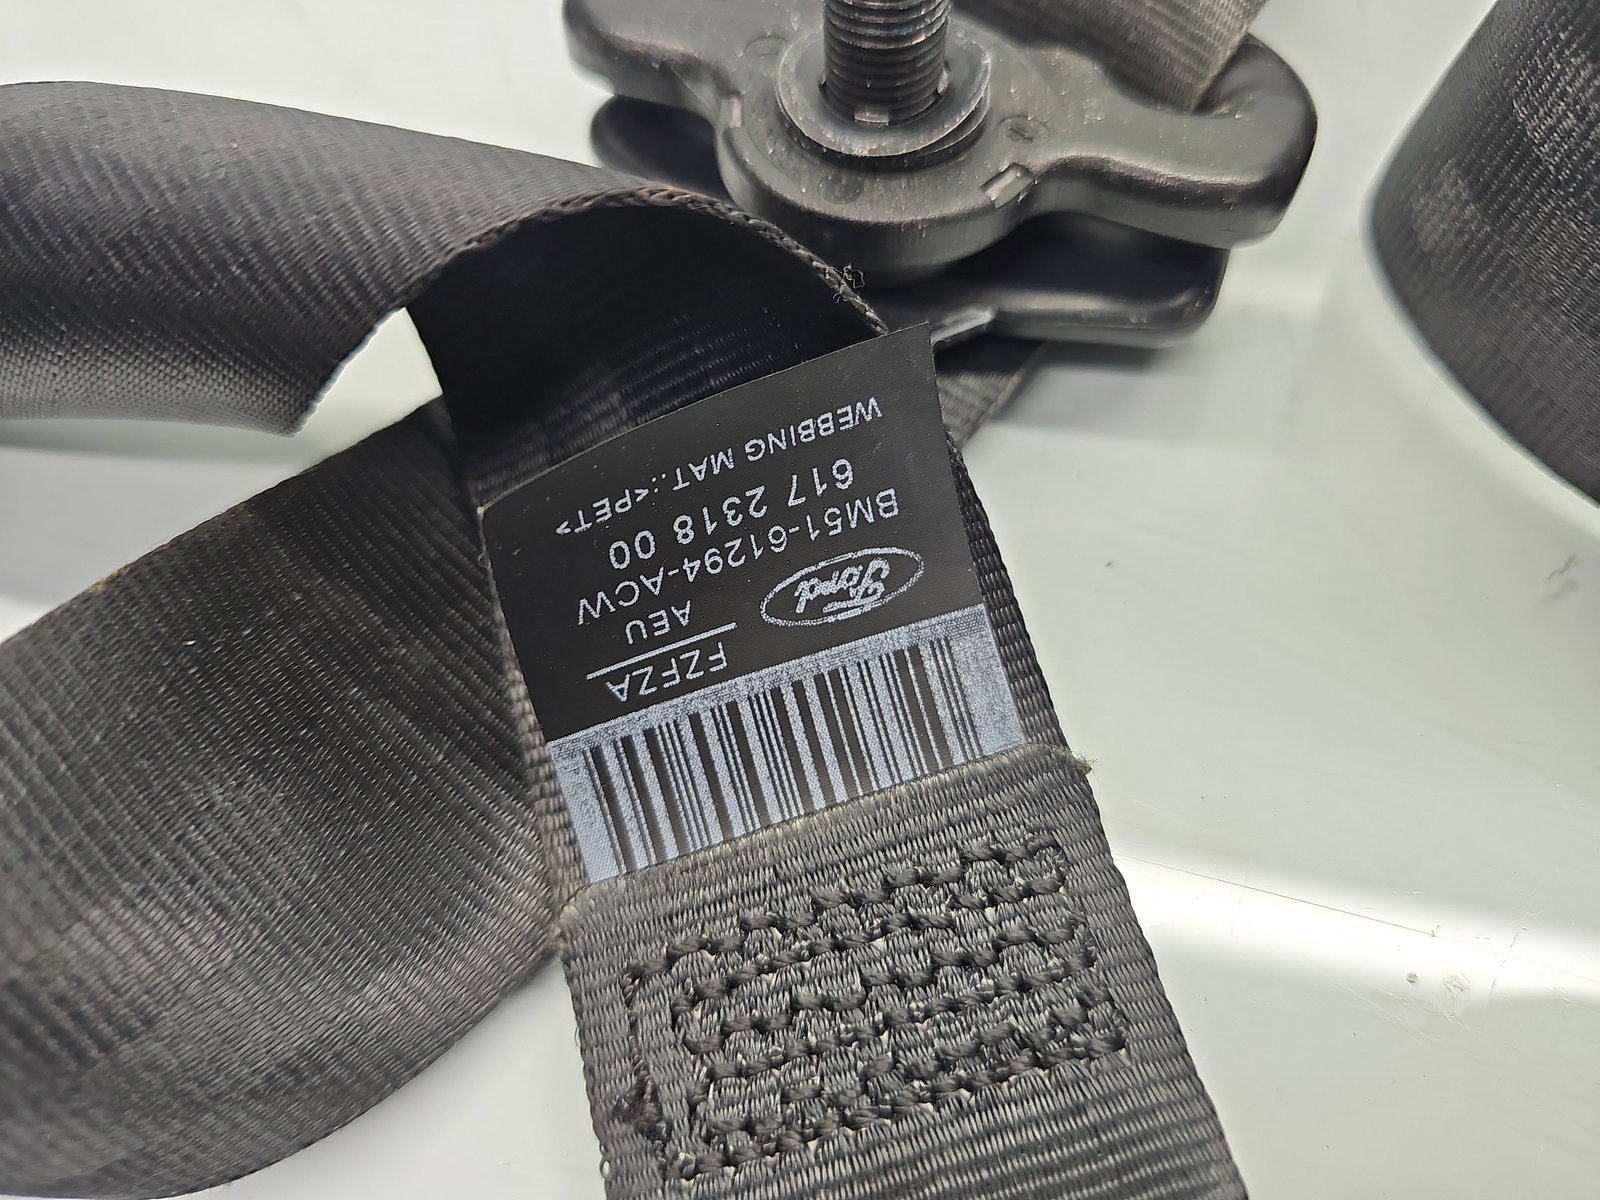 FZFZA
AEU
Ford
BM51-61294-ACW
617 2318 00
WEBBING MAT.:<PET>